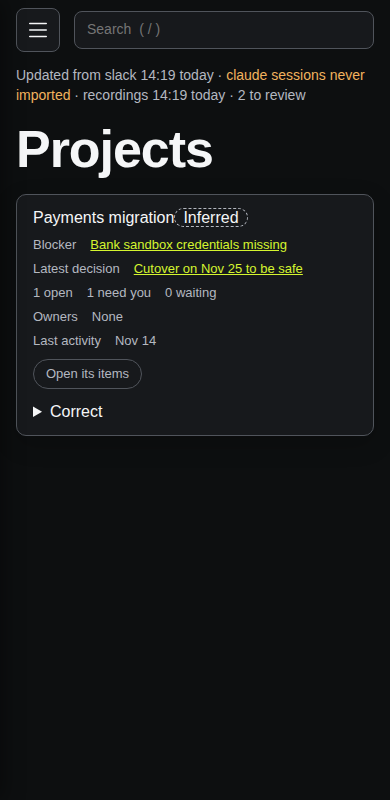 Search ( / )
Updated from slack 14:19 today · claude sessions never
imported · recordings 14:19 today · 2 to review
Projects
Payments migration Inferred
Blocker Bank sandbox credentials missing
Latest decision Cutover on Nov 25 to be safe
1 open 1 need you 0 waiting
Owners None
Last activity Nov 14
Open its items
Correct